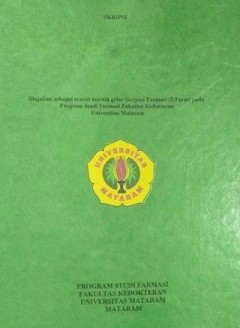 SKRIPSI
Diajukan sebagai syarat meraih gelar Sarjana Farmasi (S.Farm) pada
Program Studi Farmasi Fakultas Kedokteran
Universitas Mataram
UNIVERSITAS
MATARAM
PROGRAM STUDI FARMASI
FAKULTAS KEDOKTERAN
UNIVERSITAS MATARAM
MATARAM